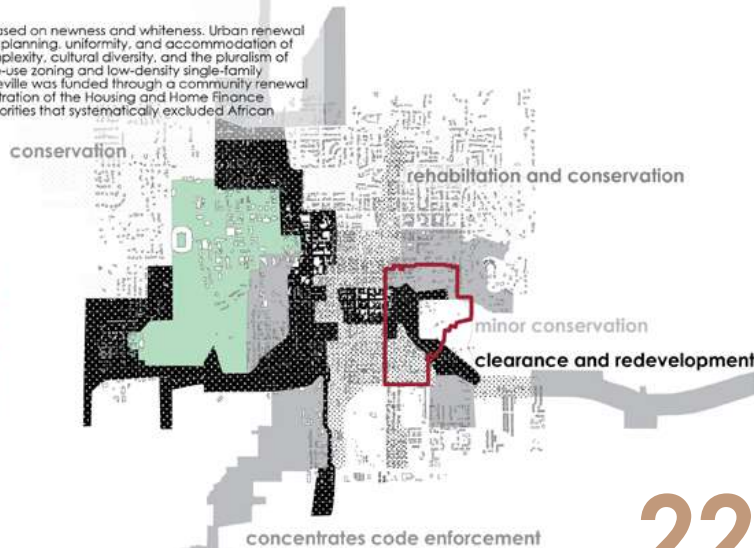 ased on newness and whiteness. Urban renewal
planning. uniformity, and accommodation of
mplexity, cultural diversity, and the pluralism of
e-use zoning and low-density single-family
eville was funded through a community renewal
tration of the Housing and Home Finance
orities that systematically excluded African
conservation
rehabiltation and conservation
minor conservation
clearance and redevelopment
concentrates code enforcement
22